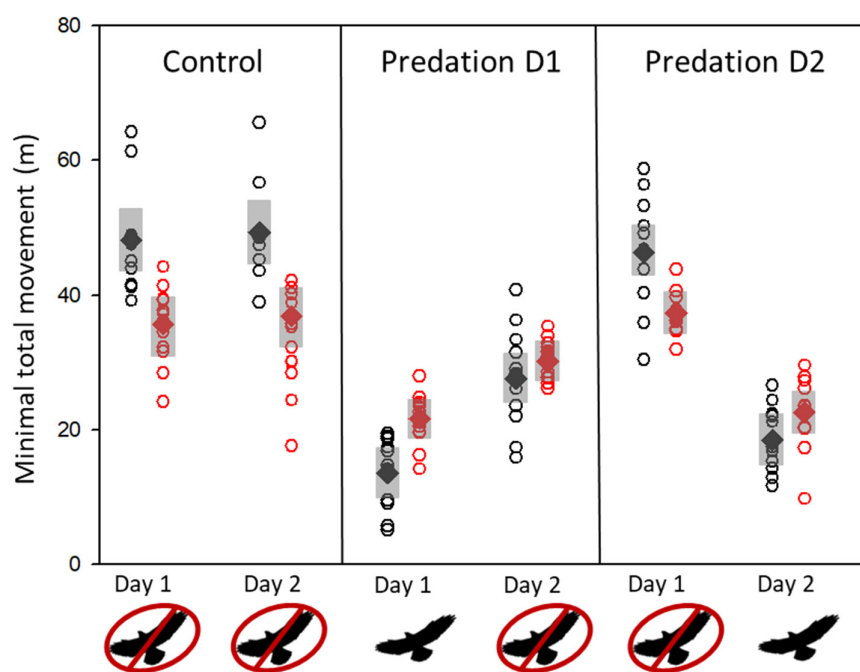 80
Control
Predation D1
Predation D2
60
40
20
0
Minimal total movement (m)
Day 1
Day 2
Day 1
Day 2
Day 1
Day 2